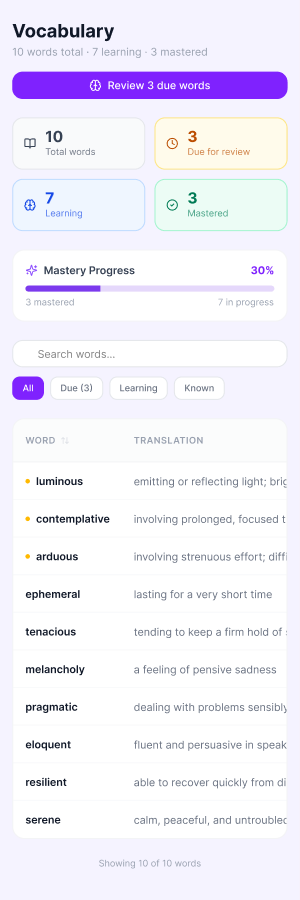 Vocabulary
10 words total · 7 learning · 3 mastered
Review 3 due words
10
Total words
3
Due for review
7
Learning
3
Mastered
Mastery Progress 30%
3 mastered 7 in progress
Search words...
All Due (3) Learning Known
WORD TRANSLATION
luminous emitting or reflecting light;
contemplative involving prolonged, focused
arduous involving strenuous effort;
ephemeral lasting for a very short time
tenacious tending to keep a firm hold of
melancholy a feeling of pensive sadness
pragmatic dealing with problems sensibly
eloquent fluent and persuasive in
resilient able to recover quickly from
serene calm, peaceful, and
Showing 10 of 10 words